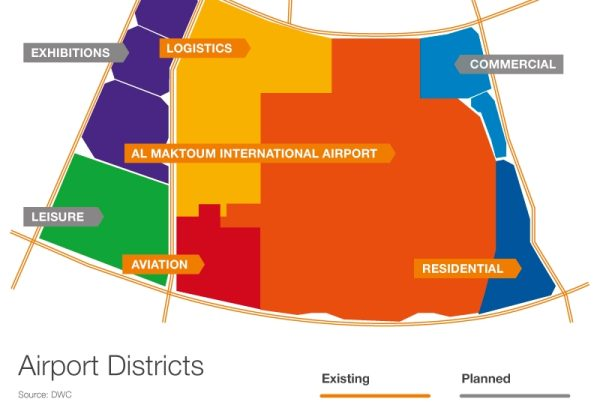 LOGISTICS
EXHIBITIONS
COMMERCIAL
AL MAKTOUM INTERNATIONAL AIRPORT
LEISURE
AVIATION
RESIDENTIAL
Airport Districts
Source: DWC
Existing
Planned